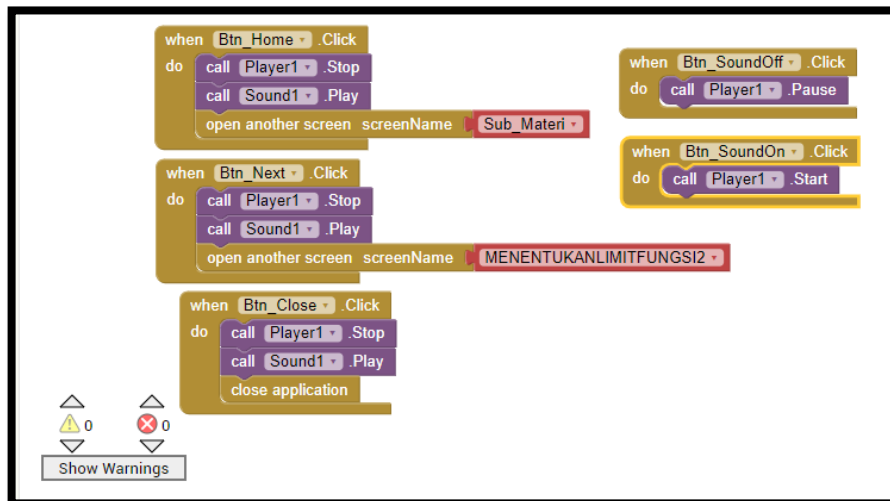 when Btn_Home .Click
do call Player1 .Stop
call Sound1 .Play
open another screen screenName Sub_Materi
when Btn_Next .Click
do call Player1 .Stop
call Sound1 .Play
open another screen screenName MENENTUKANLIMITFUNGSI2
when Btn_Close .Click
do call Player1 .Stop
call Sound1 .Play
close application
when Btn_SoundOff .Click
do call Player1 .Pause
when Btn_SoundOn .Click
do call Player1 .Start
0 0
Show Warnings